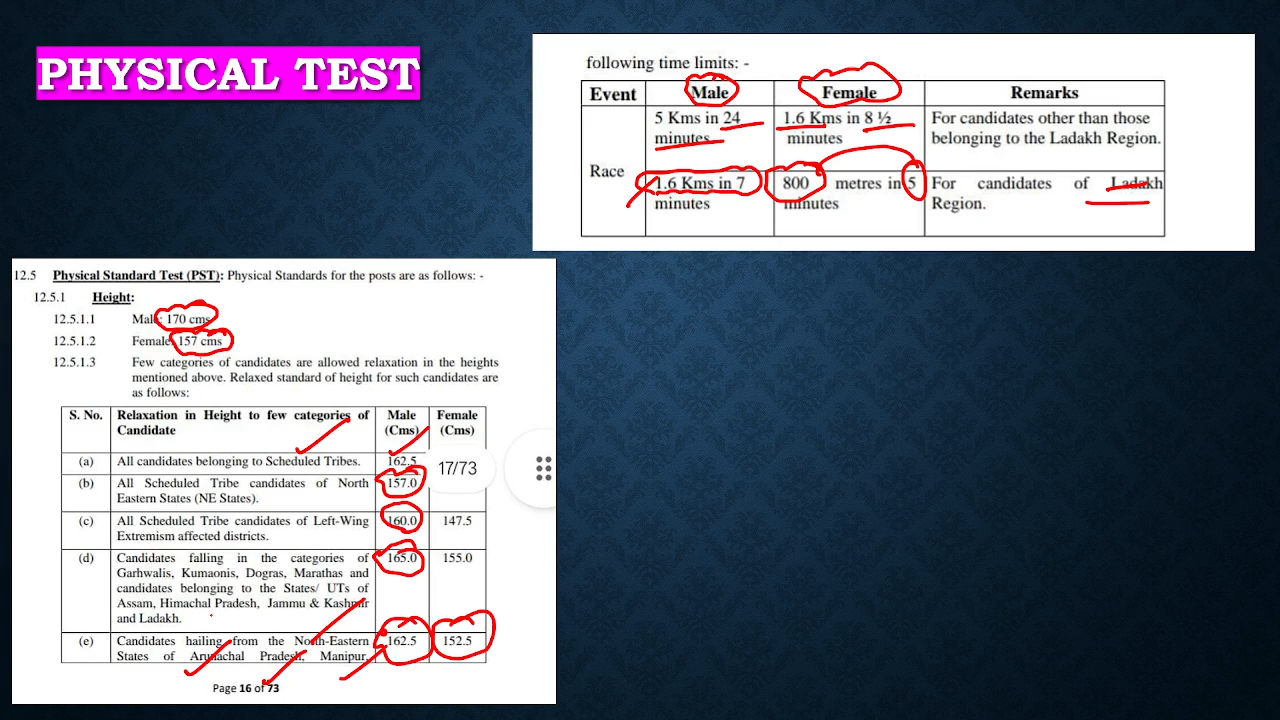 PHYSICAL TEST
following time limits: -
Event Male Female Remarks
Race
5 Kms in 24
minutes
1.6 Kms in 8 ½
minutes
For candidates other than those
belonging to the Ladakh Region.
1.6 Kms in 7
minutes
800 metres in 5
minutes
For candidates of Ladakh
Region.
12.5 Physical Standard Test (PST): Physical Standards for the posts are as follows: -
12.5.1 Height:
12.5.1.1 Male: 170 cms
12.5.1.2 Female: 157 cms
12.5.1.3 Few categories of candidates are allowed relaxation in the heights
mentioned above. Relaxed standard of height for such candidates are
as follows:
S. No. Relaxation in Height to few categories of
Candidate
Male
(Cms)
Female
(Cms)
(a) All candidates belonging to Scheduled Tribes. 162.5
17/73
(b) All Scheduled Tribe candidates of North 157.0
Eastern States (NE States).
(c) All Scheduled Tribe candidates of Left-Wing 160.0 147.5
Extremism affected districts.
(d) Candidates falling in the categories of 165.0 155.0
Garhwalis, Kumaonis, Dogras, Marathas and
candidates belonging to the States/ UTs of
Assam, Himachal Pradesh, Jammu & Kashmir
and Ladakh.
(e) Candidates hailing from the North-Eastern 162.5 152.5
States of Arunachal Pradesh, Manipur,
Page 16 of 73